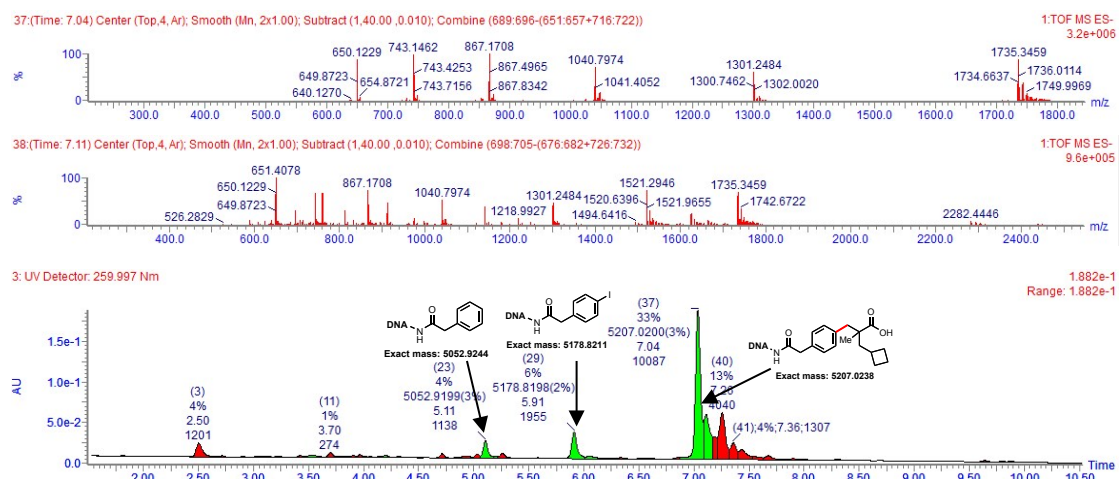 37:(Time: 7.04) Center (Top,4, Ar); Smooth (Mn, 2x1.00); Subtract (1,40.00 ,0.010); Combine (689:696-(651:657+716:722))
1:TOF MS ES-
3.2e+006
%
100
0
650.1229
649.8723
640.1270
654.8721
743.1462
743.4253
743.7156
867.1708
867.4965
867.8342
1040.7974
1041.4052
1301.2484
1300.7462
1302.0020
1735.3459
1734.6637
1736.0114
1749.9969
300.0 400.0 500.0 600.0 700.0 800.0 900.0 1000.0 1100.0 1200.0 1300.0 1400.0 1500.0 1600.0 1700.0 1800.0 m/z
38:(Time: 7.11) Center (Top,4, Ar); Smooth (Mn, 2x1.00); Subtract (1,40.00 ,0.010); Combine (698:705-(676:682+726:732))
1:TOF MS ES-
9.6e+005
%
100
0
651.4078
650.1229
649.8723
526.2829
867.1708
1040.7974
1218.9927
1301.2484
1521.2946
1520.6396
1521.9655
1494.6416
1735.3459
1742.6722
2282.4446
400.0 600.0 800.0 1000.0 1200.0 1400.0 1600.0 1800.0 2000.0 2200.0 2400.0 m/z
3: UV Detector: 259.997 Nm
1.882e-1
Range: 1.882e-1
AU
1.5e-1
1.0e-1
5.0e-2
0.0
(3)
4%
2.50
1201
(11)
1%
3.70
274
DNA
N
H
O
Exact mass: 5052.9244
(23)
4%
5052.9199(3%)
5.11
1138
DNA
N
H
O
I
Exact mass: 5178.8211
(29)
6%
5178.8198(2%)
5.91
1955
(37)
33%
5207.0200(3%)
7.04
10087
(40)
13%
4040
DNA
N
H
O
Me
O
OH
Exact mass: 5207.0238
(41);4%;7.36;1307
2.00 2.50 3.00 3.50 4.00 4.50 5.00 5.50 6.00 6.50 7.00 7.50 8.00 8.50 9.00 9.50 10.00 10.50 Time